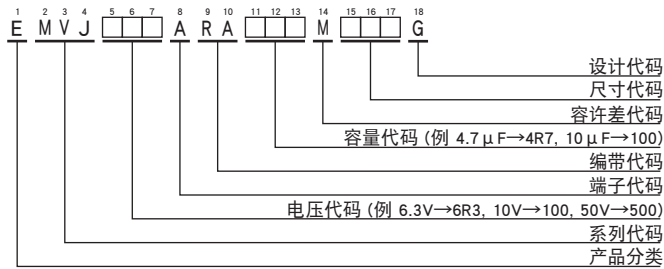 1 2 3 4 5 6 7 8 9 10 11 12 13 14 15 16 17 18
E MVJ □□□ A RA □□□ M □□□ G
设计代码
尺寸代码
容许差代码
容量代码 (例 4.7μF→4R7, 10μF→100)
编带代码
端子代码
电压代码 (例 6.3V→6R3, 10V→100, 50V→500)
系列代码
产品分类